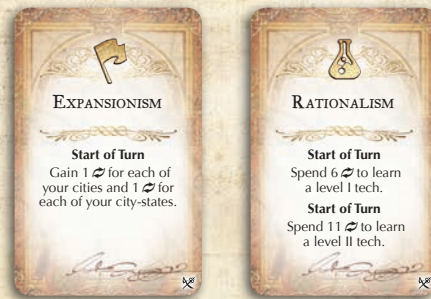 EXPANSIONISM
Start of Turn
Gain 1 for each of
your cities and 1 for
each of your city-states.
RATIONALISM
Start of Turn
Spend 6 to learn
a level I tech.
Start of Turn
Spend 11 to learn
a level II tech.